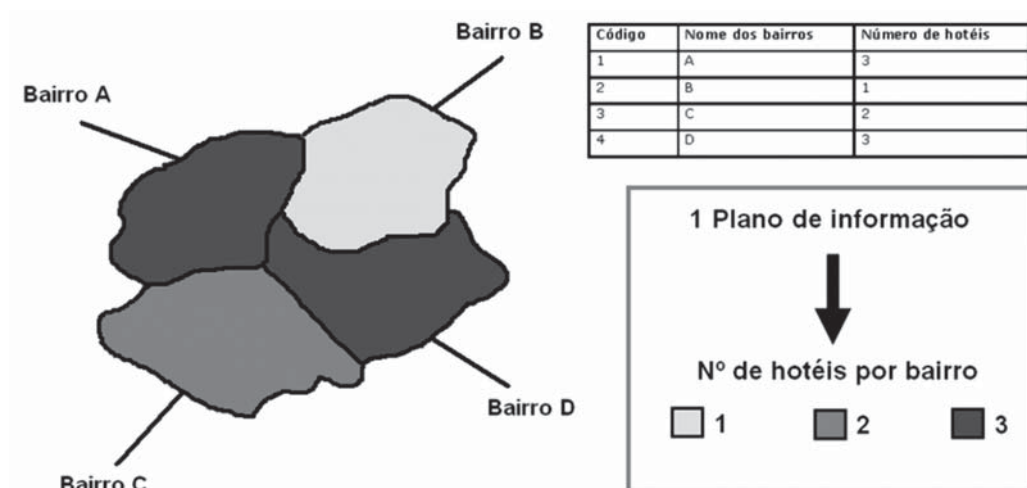 Bairro A
Bairro B
Bairro C
Bairro D
Código Nome dos bairros Número de hotéis
1 A 3
2 B 1
3 C 2
4 D 3
1 Plano de informação
Nº de hotéis por bairro
1 2 3